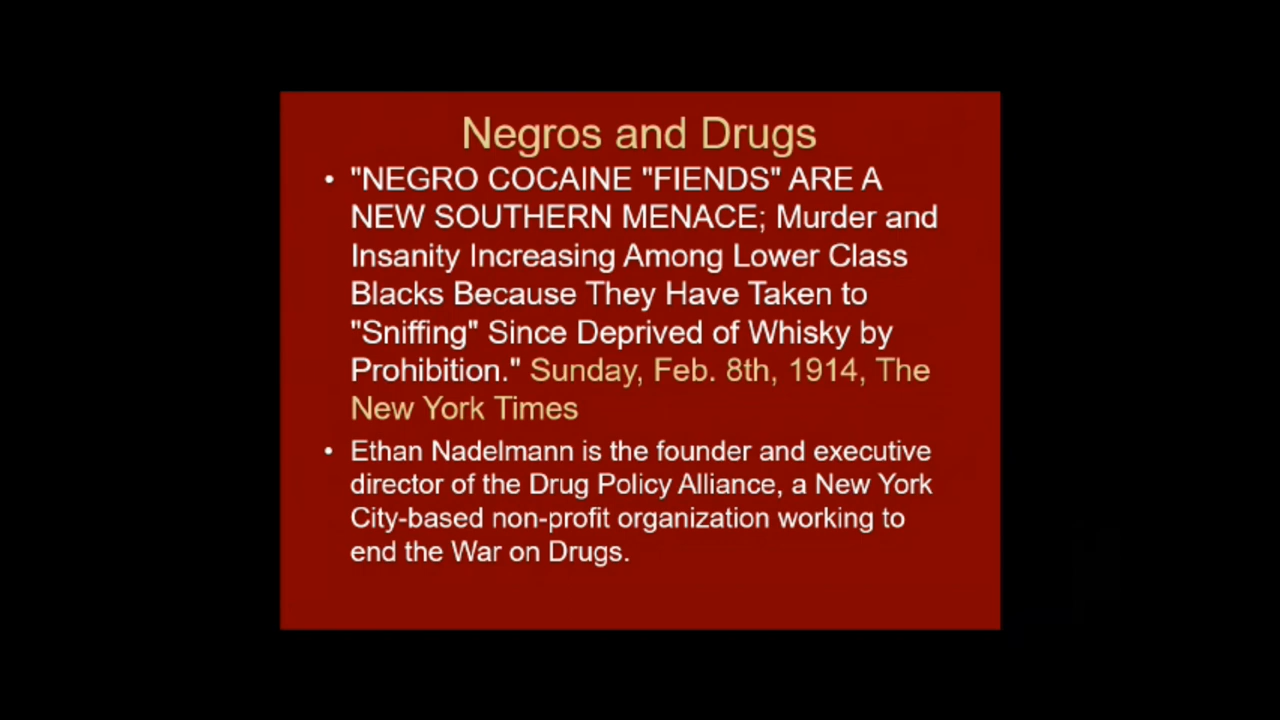 Negros and Drugs
• "NEGRO COCAINE "FIENDS" ARE A
NEW SOUTHERN MENACE; Murder and
Insanity Increasing Among Lower Class
Blacks Because They Have Taken to
"Sniffing" Since Deprived of Whisky by
Prohibition." Sunday, Feb. 8th, 1914, The
New York Times
• Ethan Nadelmann is the founder and executive
director of the Drug Policy Alliance, a New York
City-based non-profit organization working to
end the War on Drugs.